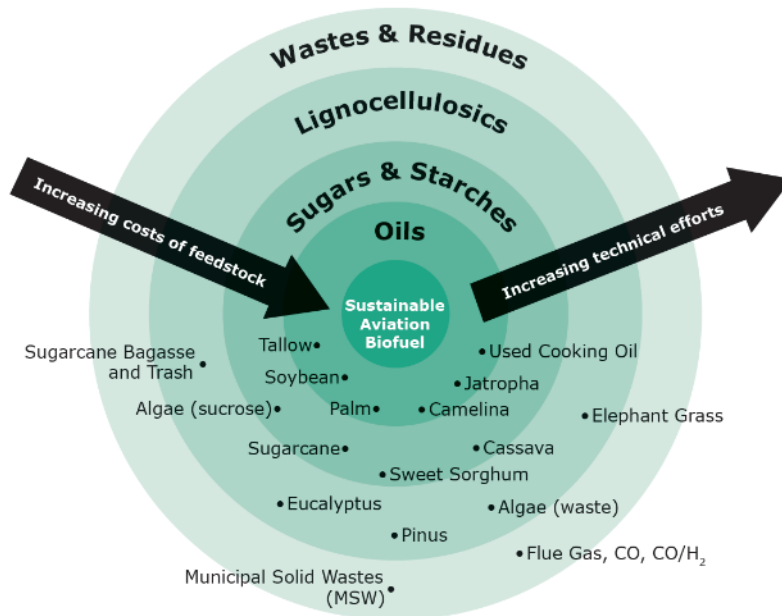 Wastes & Residues
Lignocellulosics
Sugars & Starches
Oils
Increasing costs of feedstock
Increasing technical efforts
Sustainable
Aviation
Biofuel
Tallow
Used Cooking Oil
Sugarcane Bagasse
and Trash
Soybean
Jatropha
Algae (sucrose)
Palm
Camelina
Elephant Grass
Sugarcane
Cassava
Sweet Sorghum
Eucalyptus
Algae (waste)
Pinus
Flue Gas, CO, CO/H₂
Municipal Solid Wastes
(MSW)